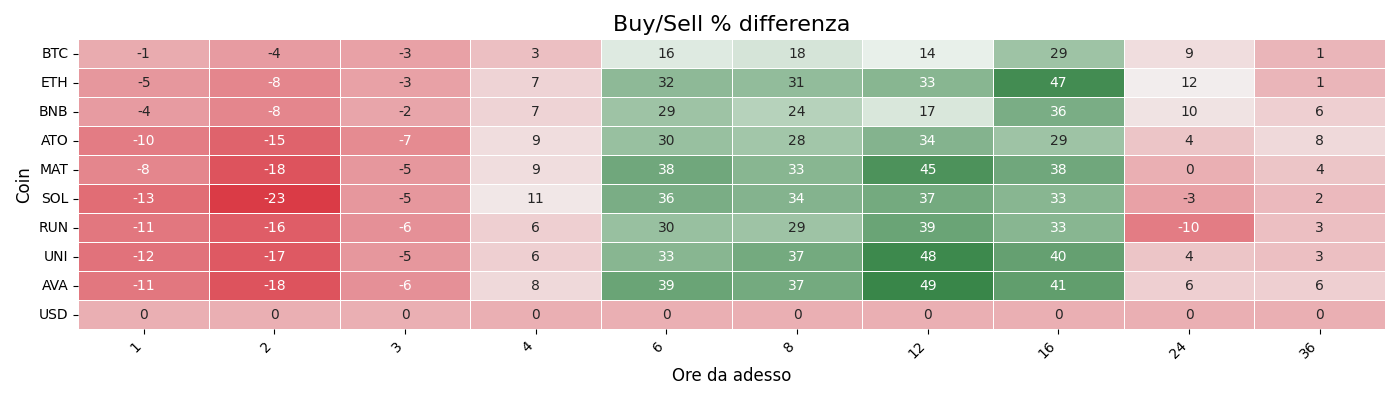 Buy/Sell % differenza
Coin
BTC -1 -4 -3 3 16 18 14 29 9 1
ETH -5 -8 -3 7 32 31 33 47 12 1
BNB -4 -8 -2 7 29 24 17 36 10 6
ATO -10 -15 -7 9 30 28 34 29 4 8
MAT -8 -18 -5 9 38 33 45 38 0 4
SOL -13 -23 -5 11 36 34 37 33 -3 2
RUN -11 -16 -6 6 30 29 39 33 -10 3
UNI -12 -17 -5 6 33 37 48 40 4 3
AVA -11 -18 -6 8 39 37 49 41 6 6
USD 0 0 0 0 0 0 0 0 0 0
1 2 3 4 6 8 12 16 24 36
Ore da adesso